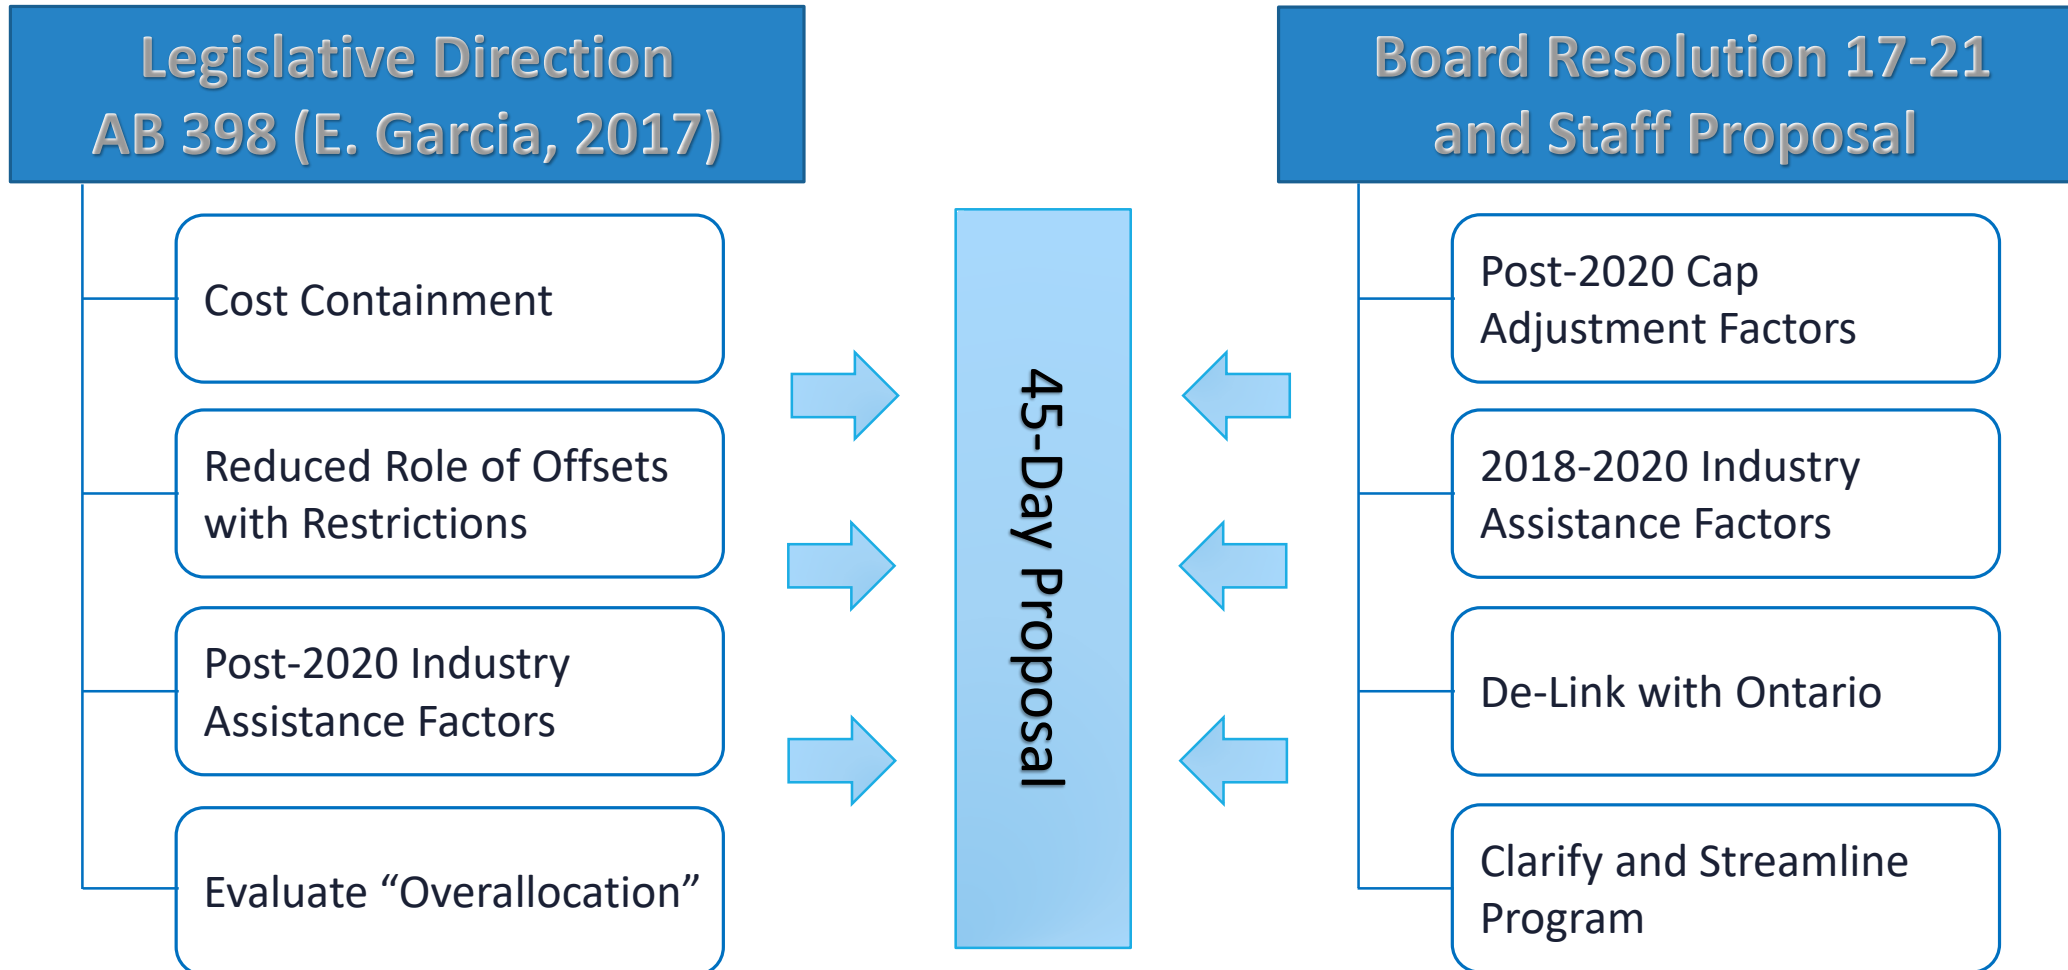 Legislative Direction
AB 398 (E. Garcia, 2017)
Cost Containment
Reduced Role of Offsets
with Restrictions
Post-2020 Industry
Assistance Factors
Evaluate “Overallocation”
45-Day Proposal
Board Resolution 17-21
and Staff Proposal
Post-2020 Cap
Adjustment Factors
2018-2020 Industry
Assistance Factors
De-Link with Ontario
Clarify and Streamline
Program